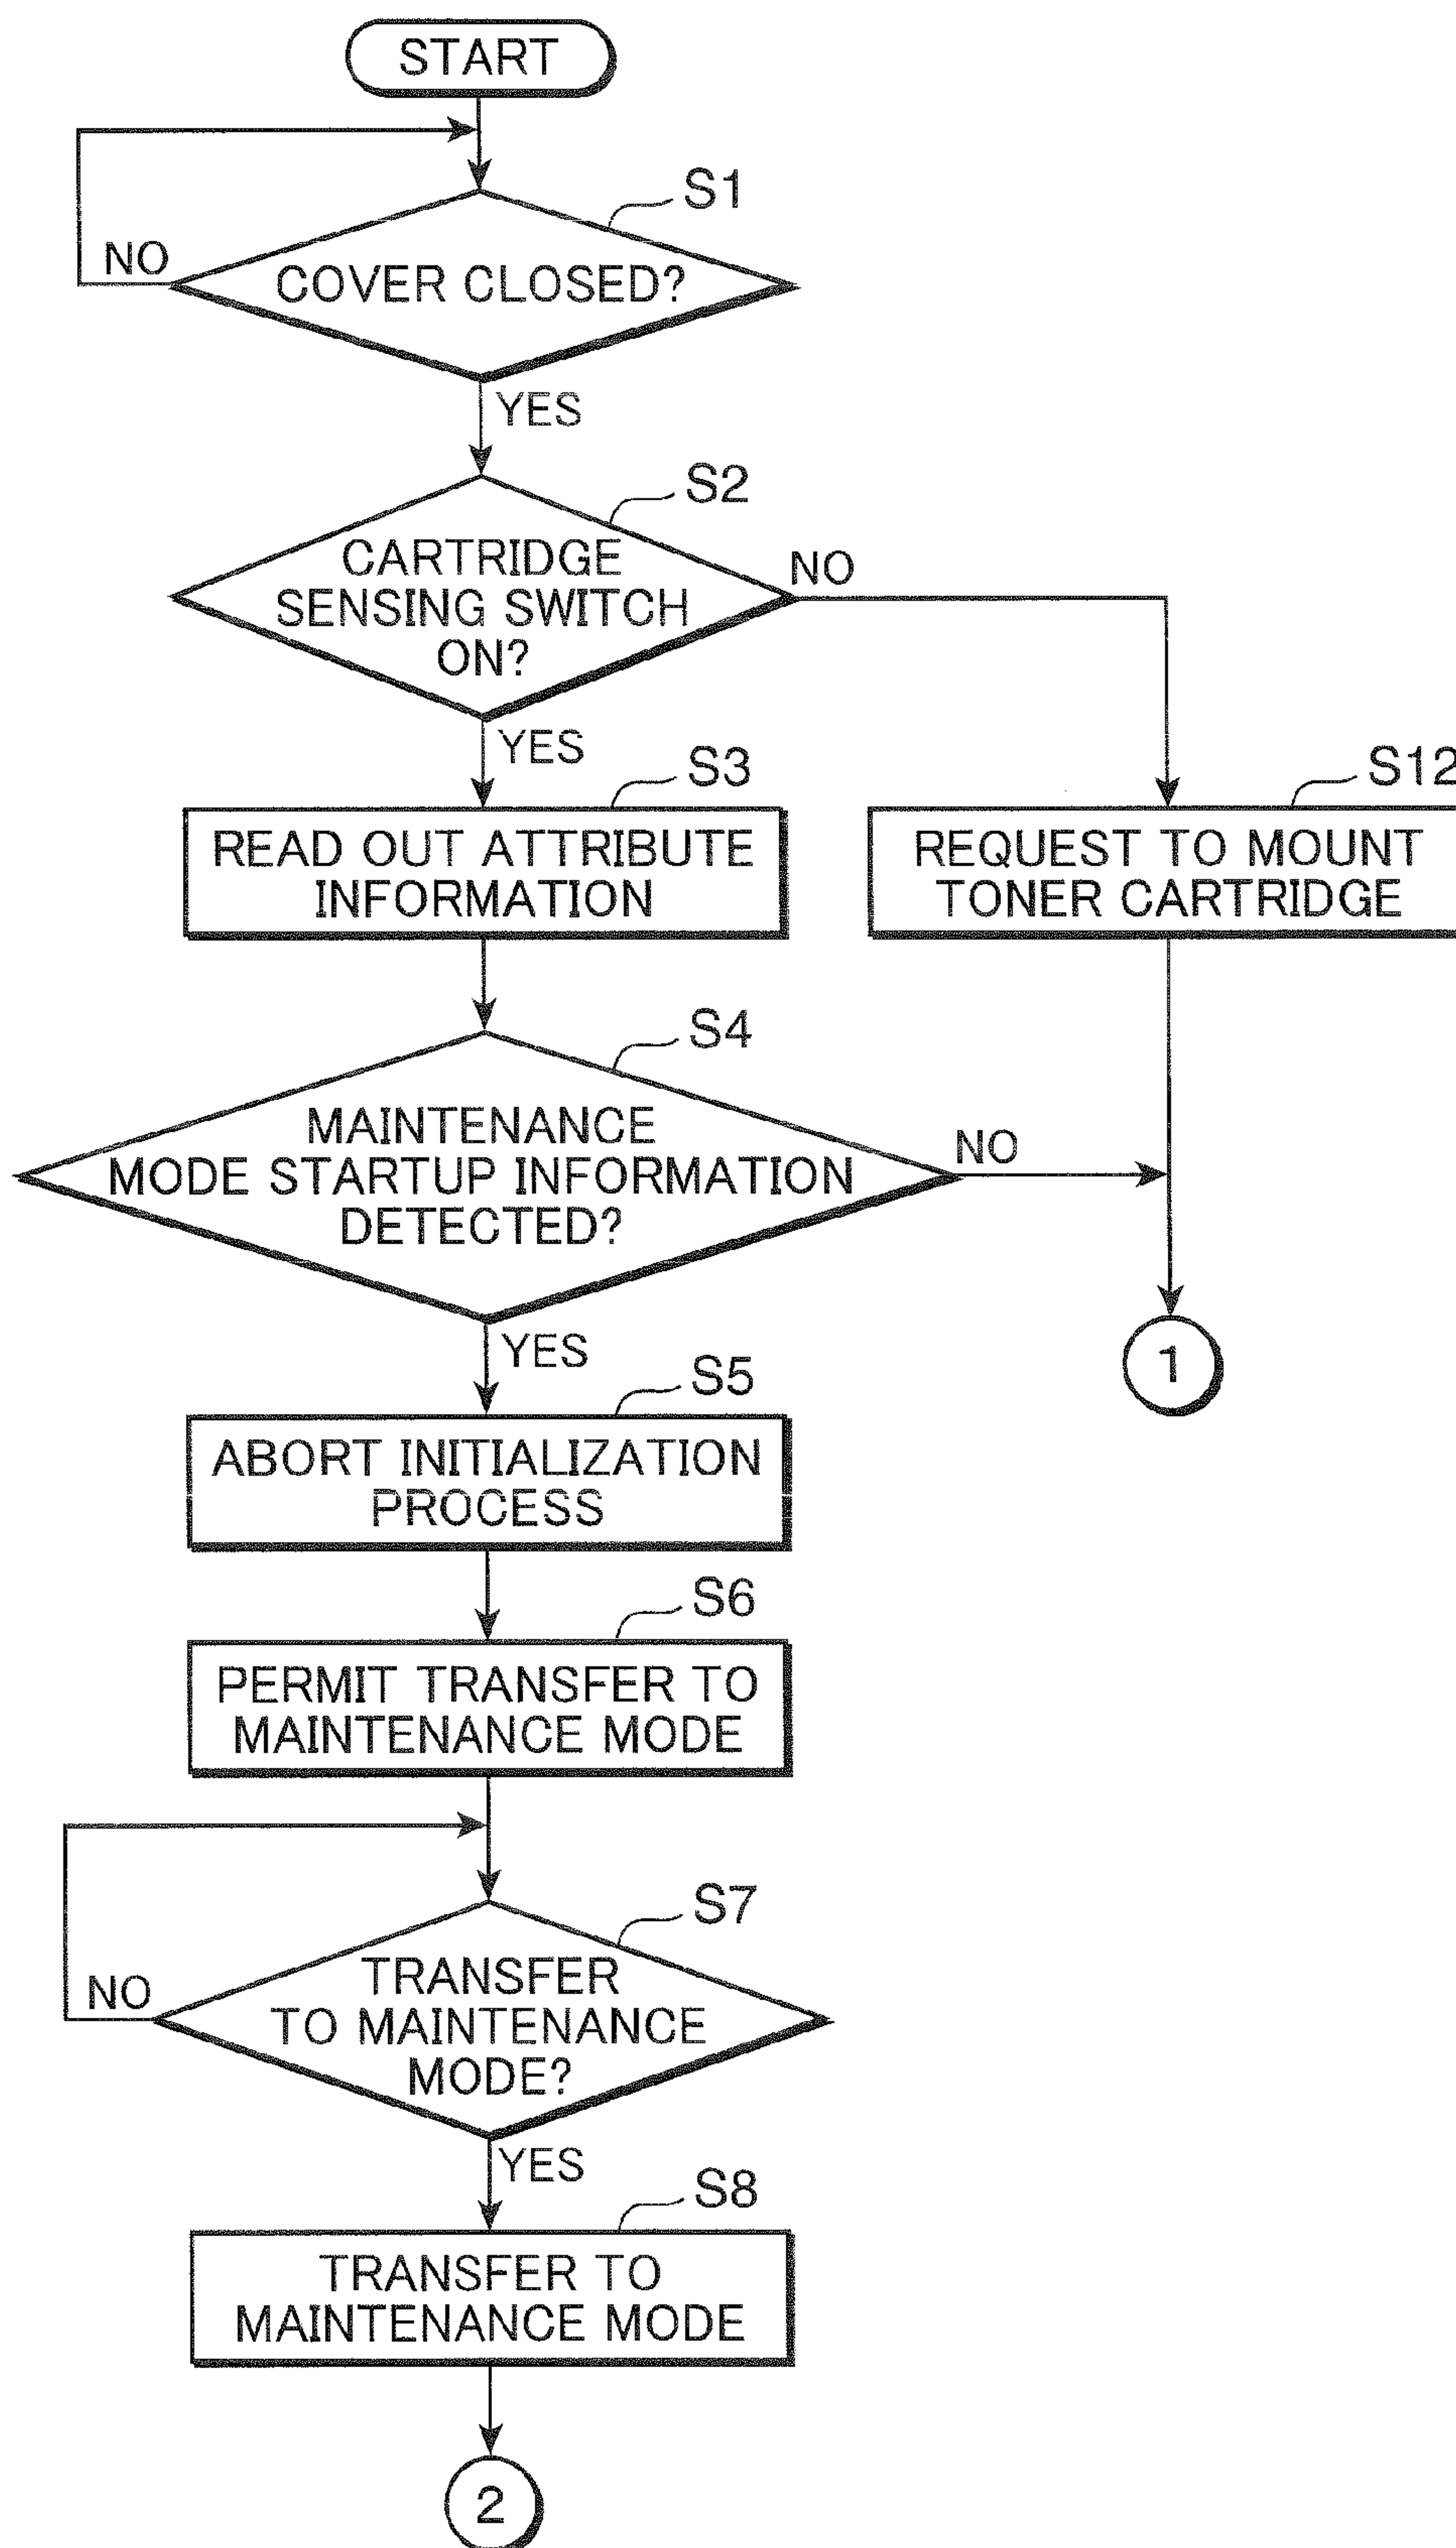 START
S1
NO
COVER CLOSED?
YES
S2
CARTRIDGE
SENSING SWITCH
ON?
NO
YES
S3
S12
READ OUT ATTRIBUTE
INFORMATION
REQUEST TO MOUNT
TONER CARTRIDGE
S4
MAINTENANCE
MODE STARTUP INFORMATION
DETECTED?
NO
YES
1
S5
ABORT INITIALIZATION
PROCESS
S6
PERMIT TRANSFER TO
MAINTENANCE MODE
S7
NO
TRANSFER
TO MAINTENANCE
MODE?
YES
S8
TRANSFER TO
MAINTENANCE MODE
2